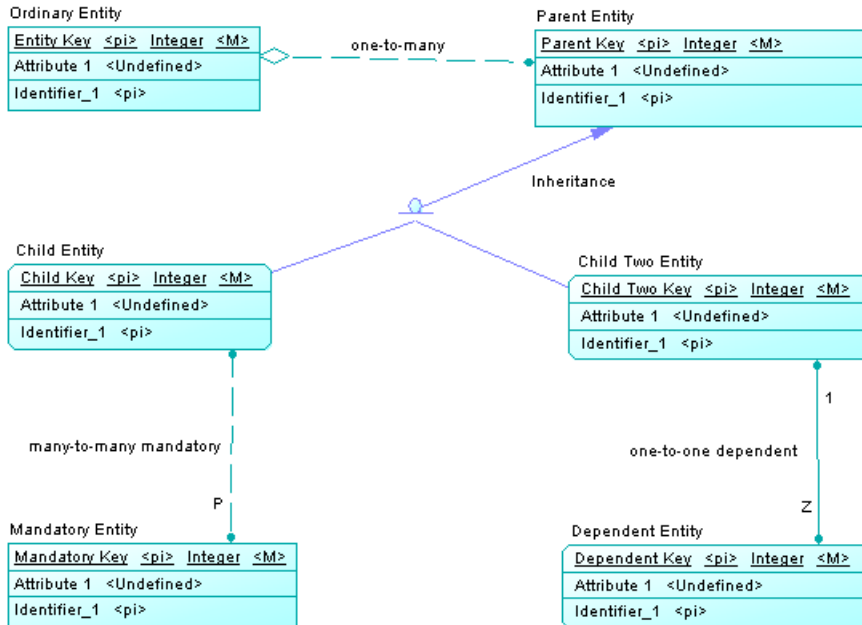 Ordinary Entity
Entity Key <pi> Integer <M>
Attribute 1 <Undefined>
Identifier_1 <pi>
one-to-many
Parent Entity
Parent Key <pi> Integer <M>
Attribute 1 <Undefined>
Identifier_1 <pi>
Inheritance
Child Entity
Child Key <pi> Integer <M>
Attribute 1 <Undefined>
Identifier_1 <pi>
Child Two Entity
Child Two Key <pi> Integer <M>
Attribute 1 <Undefined>
Identifier_1 <pi>
many-to-many mandatory
P
1
one-to-one dependent
Z
Mandatory Entity
Mandatory Key <pi> Integer <M>
Attribute 1 <Undefined>
Identifier_1 <pi>
Dependent Entity
Dependent Key <pi> Integer <M>
Attribute 1 <Undefined>
Identifier_1 <pi>